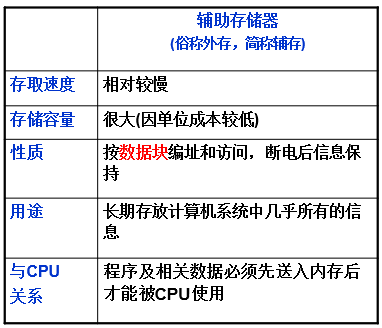 辅助存储器
(俗称外存，简称辅存)
存取速度 相对较慢
存储容量 很大(因单位成本较低)
性质 按数据块编址和访问，断电后信息保
持
用途 长期存放计算机系统中几乎所有的信
息
与CPU 程序及相关数据必须先送入内存后
关系 才能被CPU使用